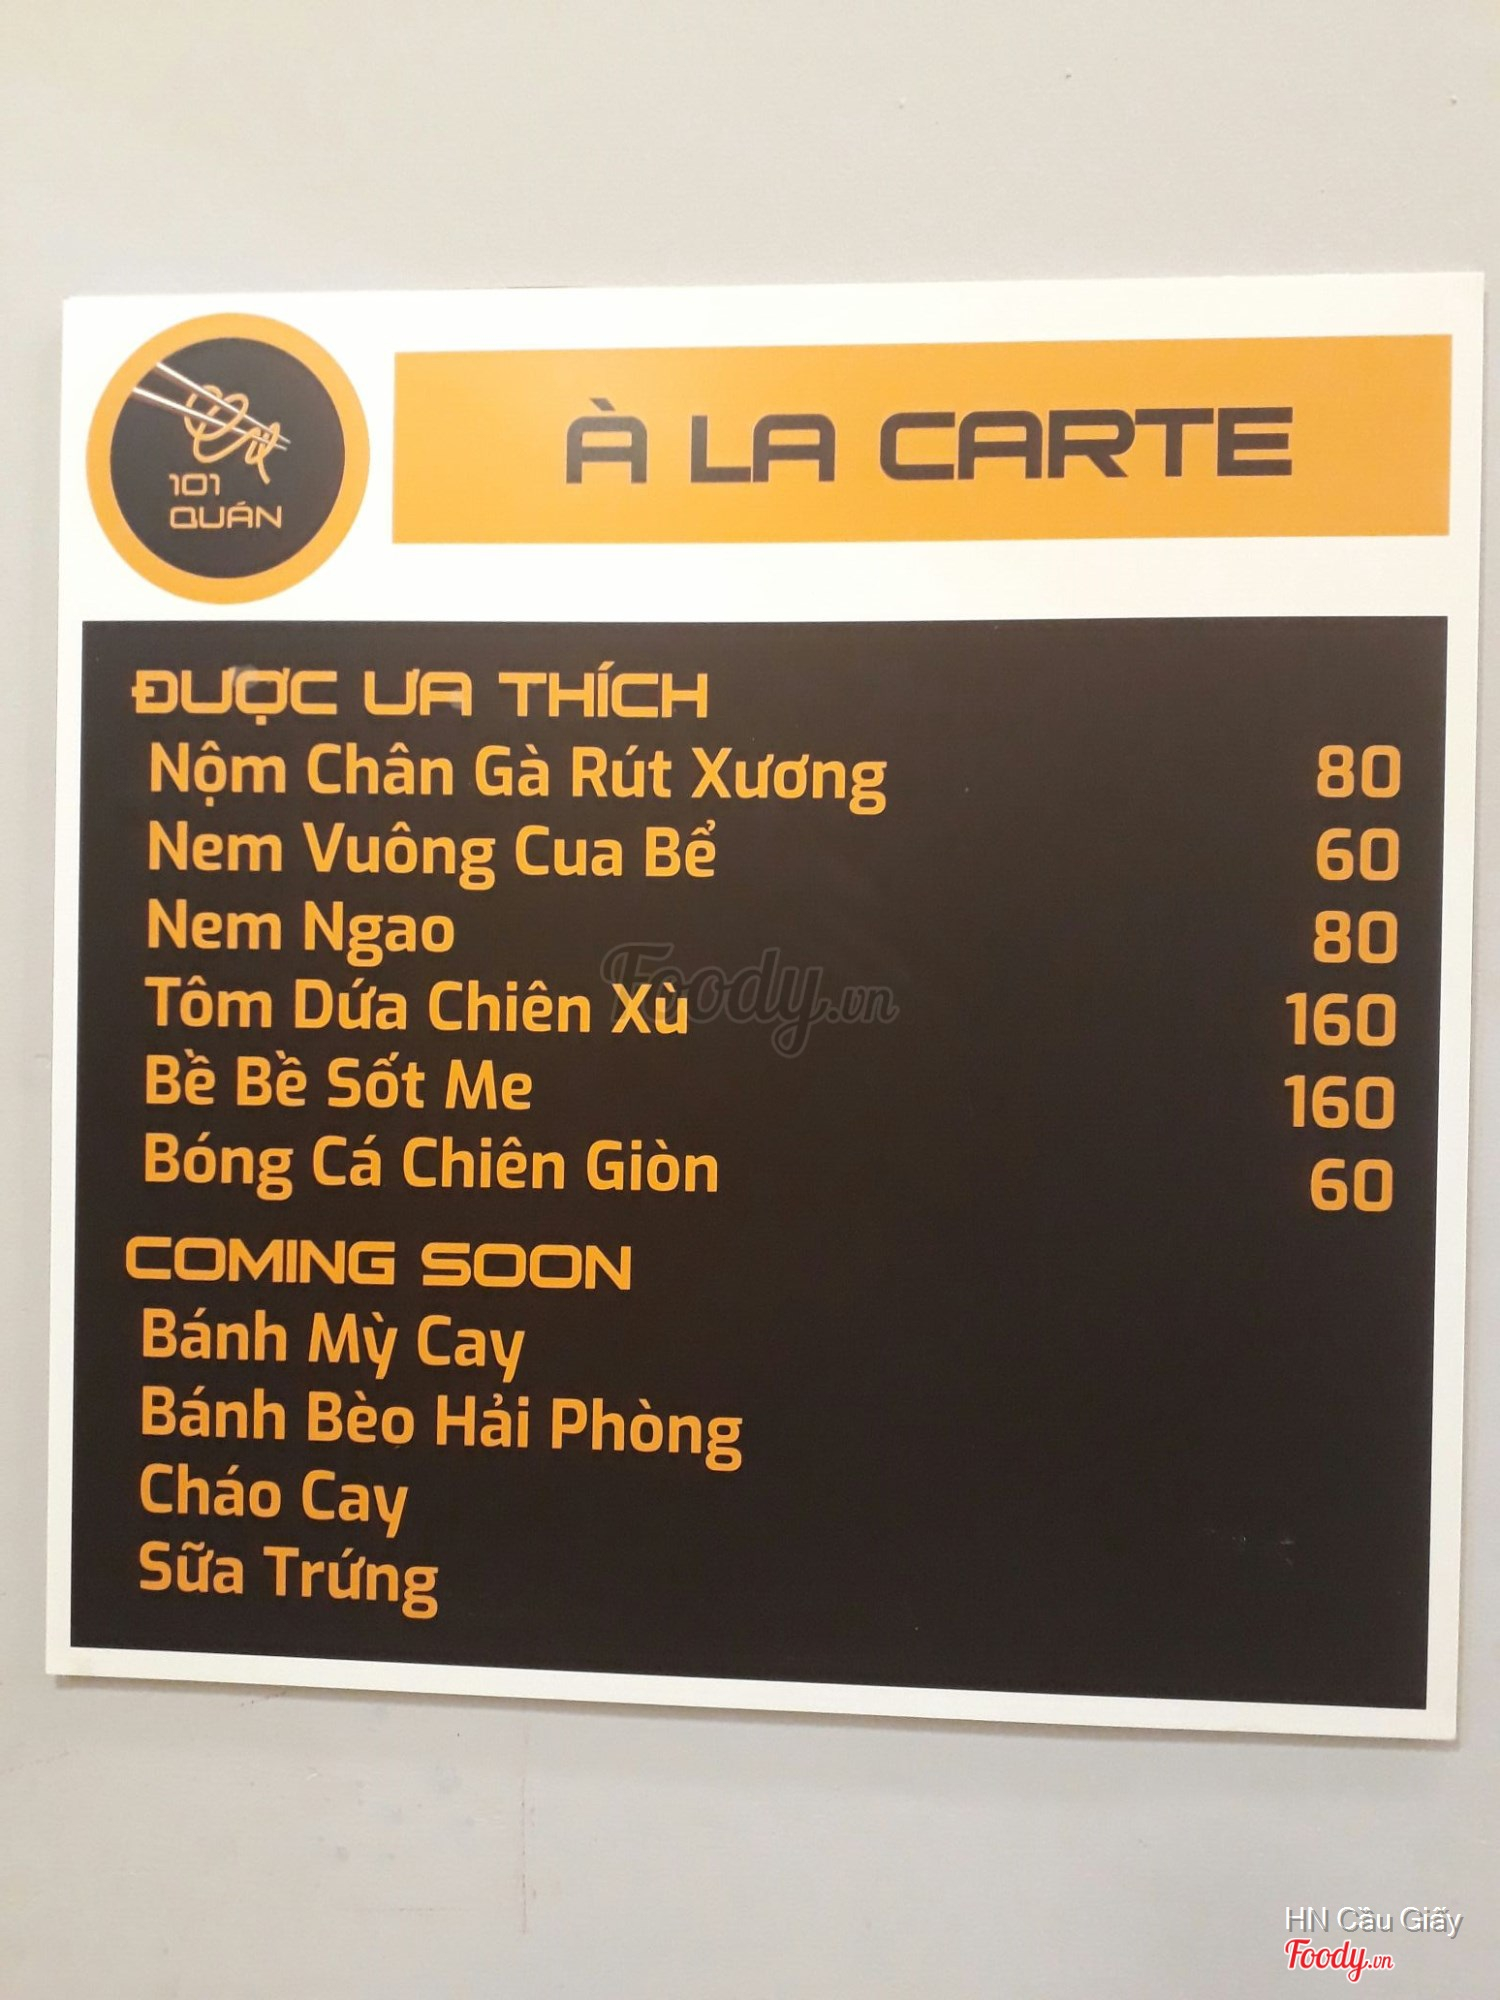 101
QUÁN
À LA CARTE
ĐƯỢC ƯA THÍCH
Nộm Chân Gà Rút Xương 80
Nem Vuông Cua Bể 60
Nem Ngao 80
Tôm Dứa Chiên Xù 160
Bề Bề Sốt Me 160
Bóng Cá Chiên Giòn 60
COMING SOON
Bánh Mỳ Cay
Bánh Bèo Hải Phòng
Cháo Cay
Sữa Trứng
Foody.vn
HN Cầu Giấy
Foody.vn